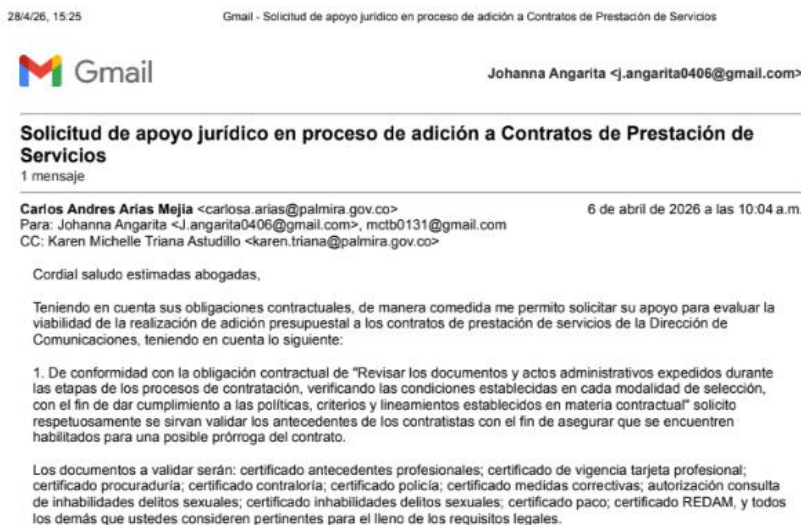 28/4/26, 15:25 Gmail - Solicitud de apoyo jurídico en proceso de adición a Contratos de Prestación de Servicios
Gmail
Johanna Angarita <j.angarita0406@gmail.com>
Solicitud de apoyo jurídico en proceso de adición a Contratos de Prestación de
Servicios
1 mensaje
Carlos Andres Arias Mejia <carlosa.arias@palmira.gov.co> 6 de abril de 2026 a las 10:04 a.m.
Para: Johanna Angarita <J.angarita0406@gmail.com>, mctb0131@gmail.com
CC: Karen Michelle Triana Astudillo <karen.triana@palmira.gov.co>
Cordial saludo estimadas abogadas,
Teniendo en cuenta sus obligaciones contractuales, de manera comedida me permito solicitar su apoyo para evaluar la
viabilidad de la realización de adición presupuestal a los contratos de prestación de servicios de la Dirección de
Comunicaciones, teniendo en cuenta lo siguiente:
1. De conformidad con la obligación contractual de "Revisar los documentos y actos administrativos expedidos durante
las etapas de los procesos de contratación, verificando las condiciones establecidas en cada modalidad de selección,
con el fin de dar cumplimiento a las políticas, criterios y lineamientos establecidos en materia contractual" solicito
respetuosamente se sirvan validar los antecedentes de los contratistas con el fin de asegurar que se encuentren
habilitados para una posible prórroga del contrato.
Los documentos a validar serán: certificado antecedentes profesionales; certificado de vigencia tarjeta profesional;
certificado procuraduría; certificado contraloría; certificado policía; certificado medidas correctivas; autorización consulta
de inhabilidades delitos sexuales; certificado inhabilidades delitos sexuales; certificado paco; certificado REDAM, y todos
los demás que ustedes consideren pertinentes para el lleno de los requisitos legales.